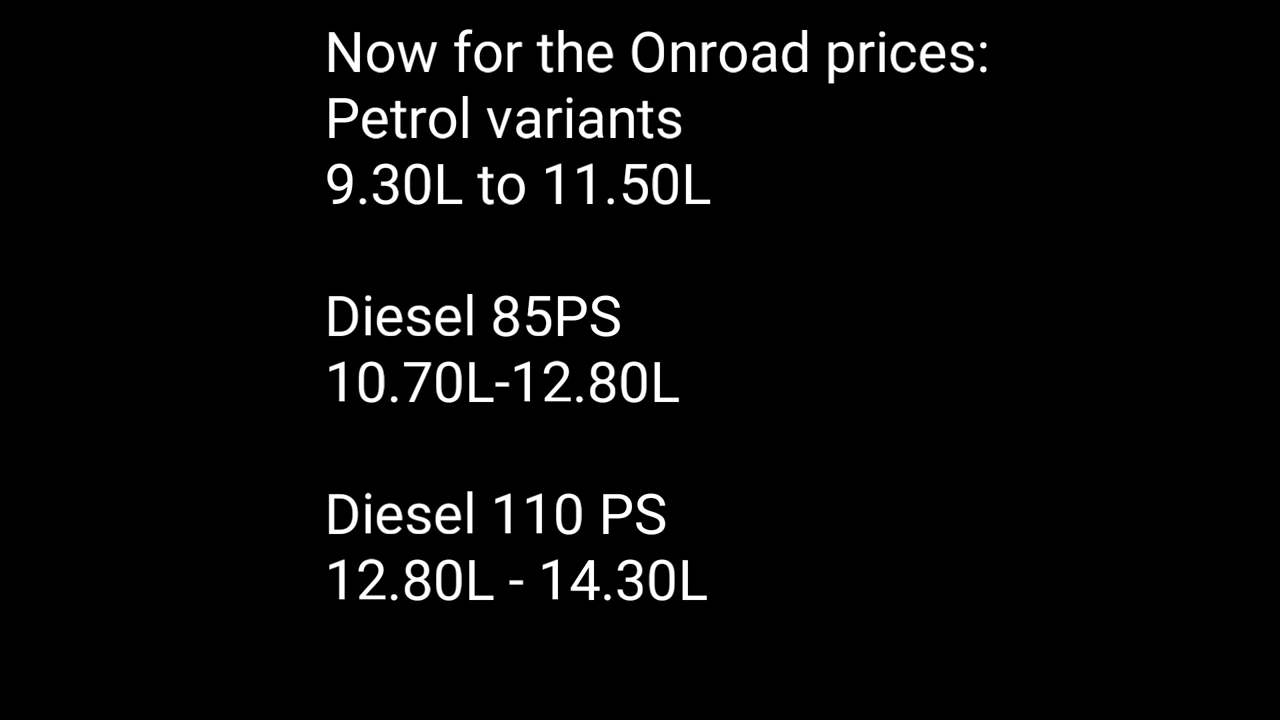 Now for the Onroad prices:
Petrol variants
9.30L to 11.50L
Diesel 85PS
10.70L-12.80L
Diesel 110 PS
12.80L - 14.30L